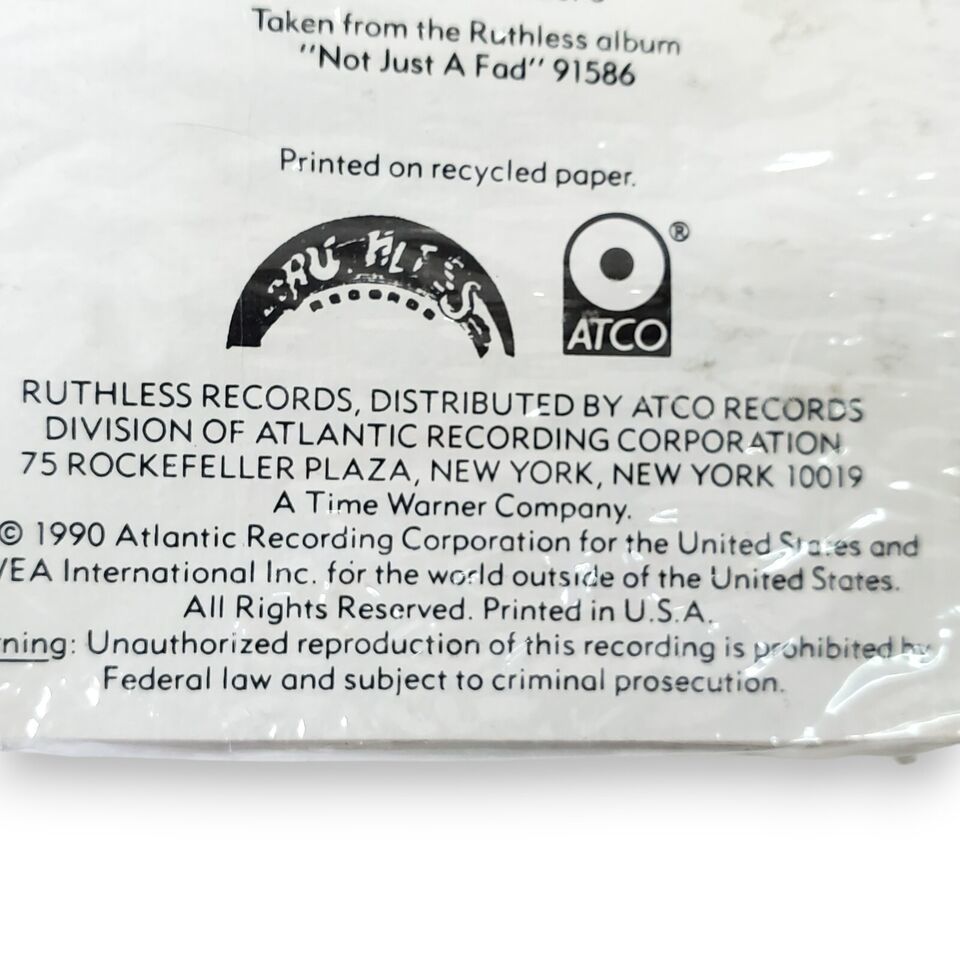 Taken from the Ruthless album
"Not Just A Fad" 91586
Printed on recycled paper.
®
ATCO
RUTHLESS RECORDS, DISTRIBUTED BY ATCO RECORDS
DIVISION OF ATLANTIC RECORDING CORPORATION
75 ROCKEFELLER PLAZA, NEW YORK, NEW YORK 10019
A Time Warner Company.
© 1990 Atlantic Recording Corporation for the United States and
/EA International Inc. for the world outside of the United States.
All Rights Reserved. Printed in U.S.A.
ning: Unauthorized reproduction of this recording is prohibited by
Federal law and subject to criminal prosecution.